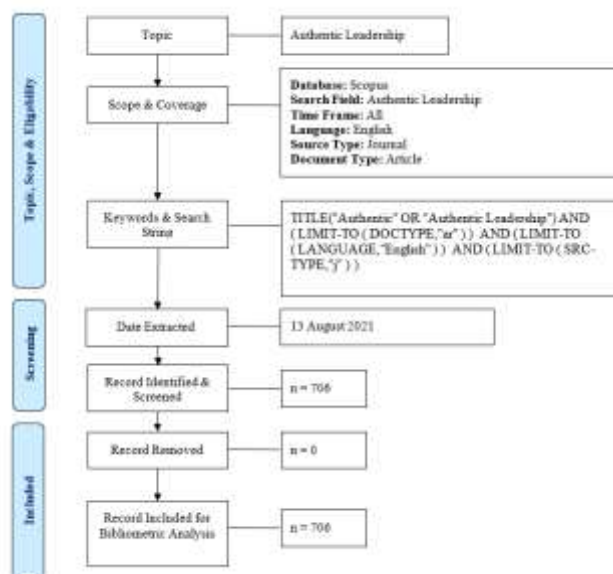 Topic, Scope & Eligability
Topic
Authentic Leadership
Scope & Coverage
Database: Scopus
Search Field: Authentic Leadership
Time Frame: All
Language: English
Source Type: Journal
Document Type: Article
Keywords & Search
String
TITLE("Authentic" OR "Authentic Leadership") AND
( LIMIT-TO ( DOCTYPE,"ar" ) ) AND ( LIMIT-TO
( LANGUAGE,"English" ) ) AND ( LIMIT-TO ( SRC-
TYPE,"j" ) )
Screening
Date Extracted
13 August 2021
Record Identified &
Screened
n = 706
Included
Record Removed
n = 0
Record Included for
Bibliometric Analysis
n = 706